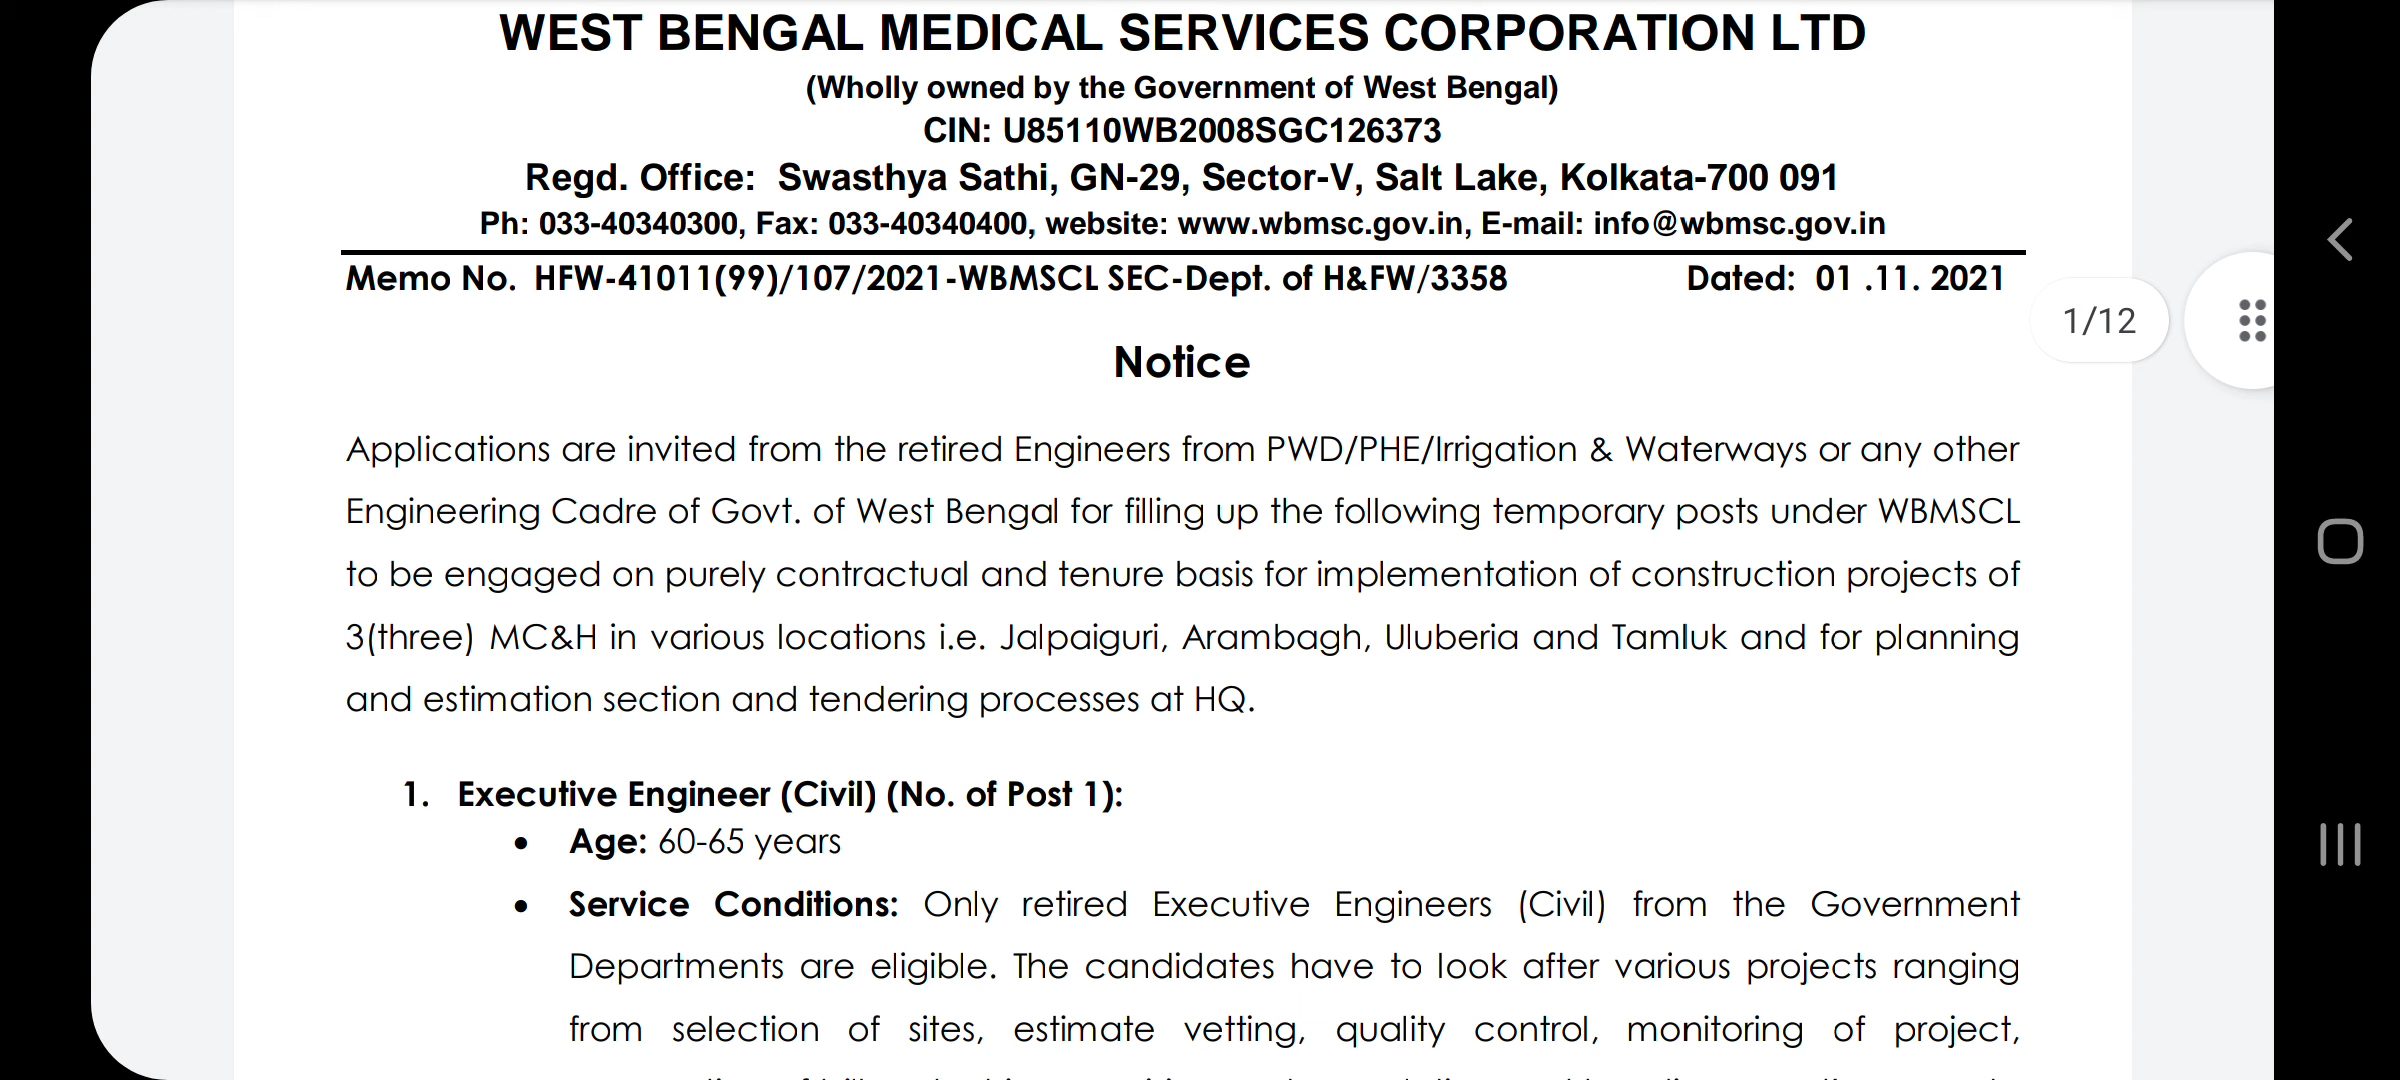 WEST BENGAL MEDICAL SERVICES CORPORATION LTD
(Wholly owned by the Government of West Bengal)
CIN: U85110WB2008SGC126373
Regd. Office: Swasthya Sathi, GN-29, Sector-V, Salt Lake, Kolkata-700 091
Ph: 033-40340300, Fax: 033-40340400, website: www.wbmsc.gov.in, E-mail: info@wbmsc.gov.in
Memo No. HFW-41011(99)/107/2021-WBMSCL SEC-Dept. of H&FW/3358 Dated: 01 .11. 2021
1/12
Notice
Applications are invited from the retired Engineers from PWD/PHE/Irrigation & Waterways or any other
Engineering Cadre of Govt. of West Bengal for filling up the following temporary posts under WBMSCL
to be engaged on purely contractual and tenure basis for implementation of construction projects of
3(three) MC&H in various locations i.e. Jalpaiguri, Arambagh, Uluberia and Tamluk and for planning
and estimation section and tendering processes at HQ.
1. Executive Engineer (Civil) (No. of Post 1):
• Age: 60-65 years
• Service Conditions: Only retired Executive Engineers (Civil) from the Government
Departments are eligible. The candidates have to look after various projects ranging
from selection of sites, estimate vetting, quality control, monitoring of project,